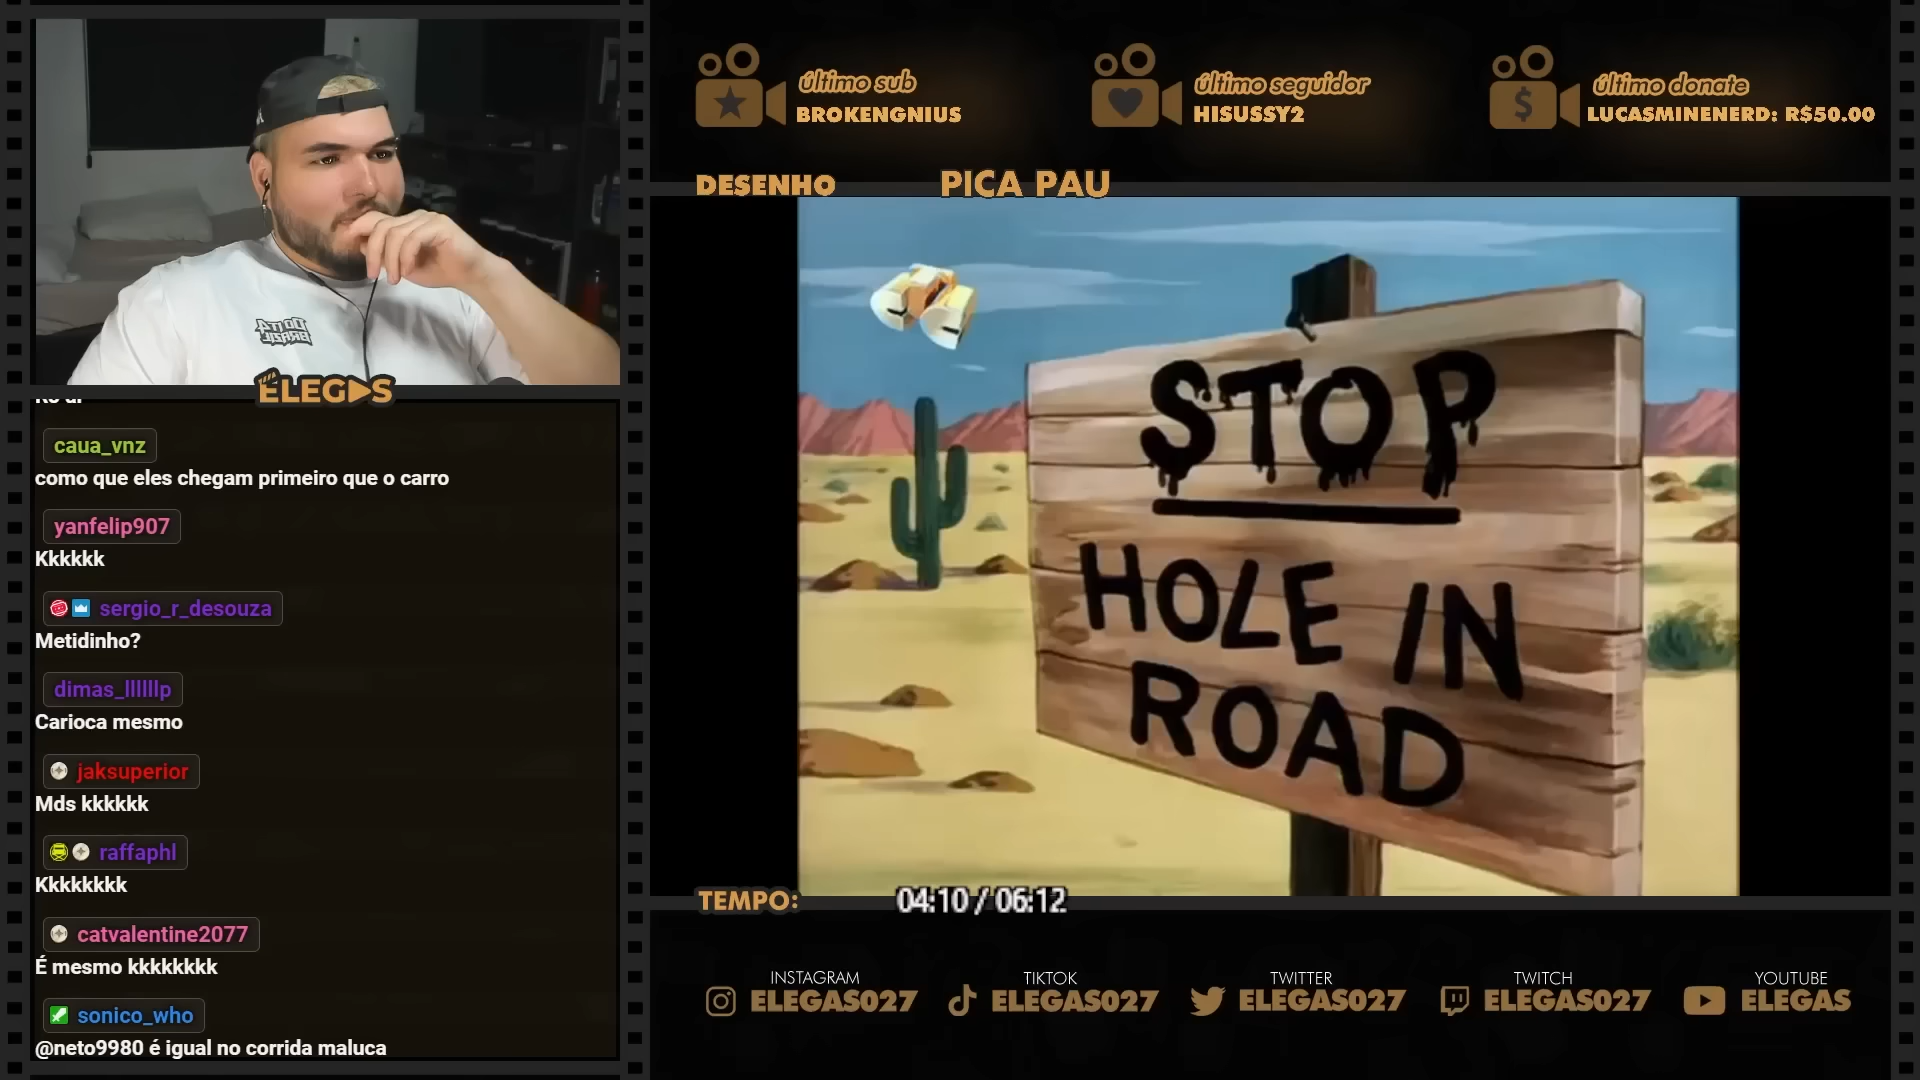 último sub
BROKENGNIUS
último seguidor
HISUSSY2
último donate
LUCASMINENERD: R$50.00
DESENHO
PICA PAU
ELEGAS
caua_vnz
como que eles chegam primeiro que o carro
yanfelip907
Kkkkkk
sergio_r_desouza
Metidinho?
dimas_llllllp
Carioca mesmo
jaksuperior
Mds kkkkkk
raffaphl
Kkkkkkkk
catvalentine2077
É mesmo kkkkkkkk
sonico_who
@neto9980 é igual no corrida maluca
STOP
HOLE IN
ROAD
TEMPO:
04:10 / 06:12
INSTAGRAM
ELEGAS027
TIKTOK
ELEGAS027
TWITTER
ELEGAS027
TWITCH
ELEGAS027
YOUTUBE
ELEGAS